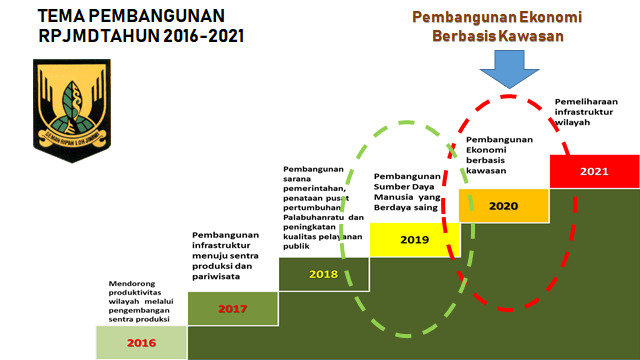 TEMA PEMBANGUNAN
RPJMD TAHUN 2016-2021
Pembangunan Ekonomi
Berbasis Kawasan
GEMAH RIPAH LOH JINAWI
Pemeliharaan
infrastruktur
wilayah
2021
Pembangunan
Ekonomi
berbasis
kawasan
2020
Pembangunan
Sumber Daya
Manusia yang
Berdaya saing
2019
Pembangunan
sarana
pemerintahan,
penataan pusat
pertumbuhan
Palabuhanratu dan
peningkatan
kualitas pelayanan
publik
2018
Pembangunan
infrastruktur
menuju sentra
produksi dan
pariwisata
2017
Mendorong
produktivitas
wilayah melalui
pengembangan
sentra produksi
2016